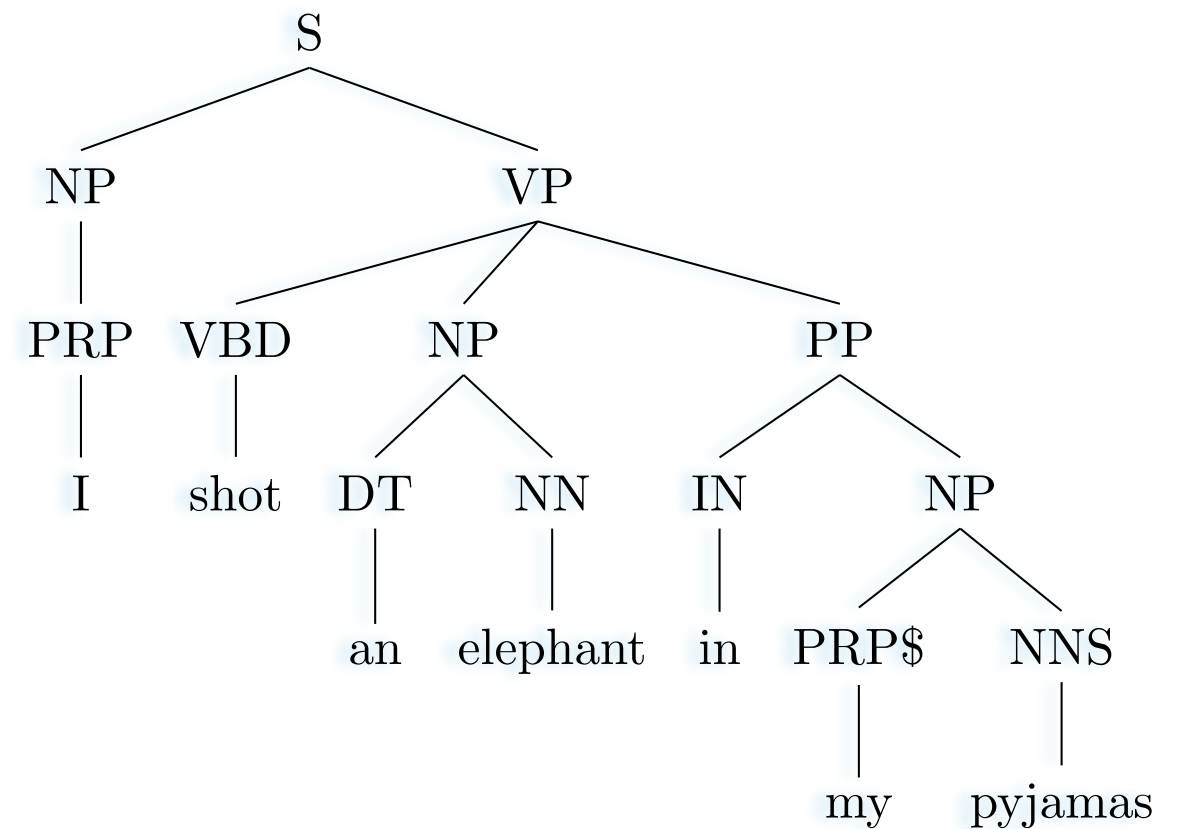 S
NP VP
PRP VBD NP PP
I shot DT NN IN NP
an elephant in PRP$ NNS
my pyjamas